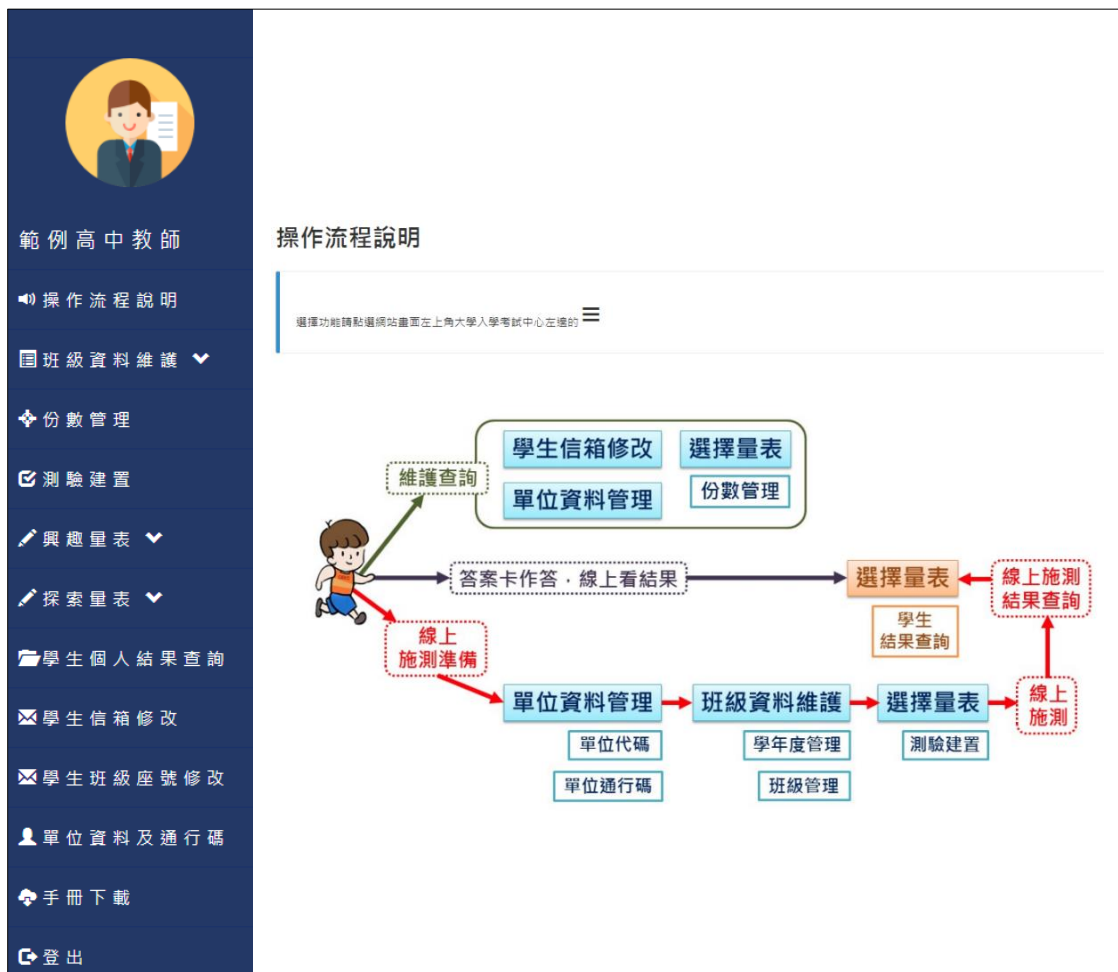 範例高中教師
操作流程說明
班級資料維護
份數管理
測驗建置
興趣量表
探索量表
學生個人結果查詢
學生信箱修改
學生班級座號修改
單位資料及通行碼
手冊下載
登出
操作流程說明
選擇功能請點選網站畫面左上角大學入學考試中心左邊的
維護查詢
學生信箱修改
選擇量表
單位資料管理
份數管理
答案卡作答，線上看結果
選擇量表
學生
結果查詢
線上施測
結果查詢
線上
施測準備
單位資料管理
班級資料維護
選擇量表
線上
施測
單位代碼
學年度管理
測驗建置
單位通行碼
班級管理